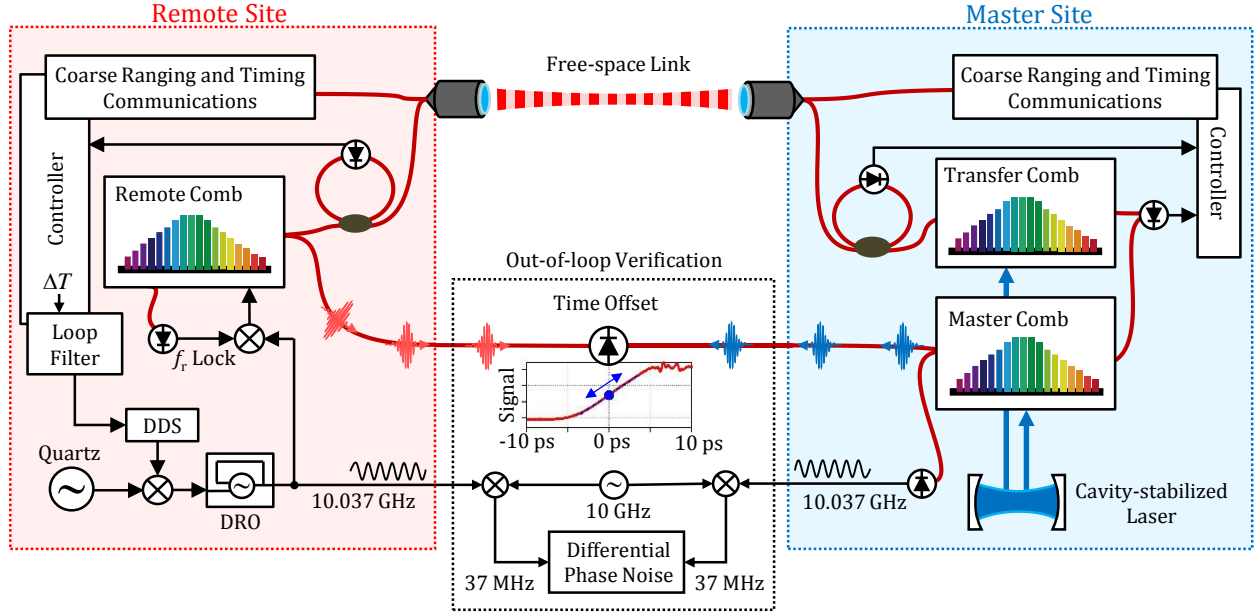 Remote Site
Master Site
Coarse Ranging and Timing
Communications
Free-space Link
Coarse Ranging and Timing
Communications
Controller
Controller
Remote Comb
Transfer Comb
Out-of-loop Verification
ΔT
Time Offset
Loop
Filter
fr Lock
Master Comb
Signal
-10 ps
0 ps
10 ps
DDS
Quartz
DRO
10.037 GHz
10 GHz
10.037 GHz
Cavity-stabilized
Laser
Differential
Phase Noise
37 MHz
37 MHz